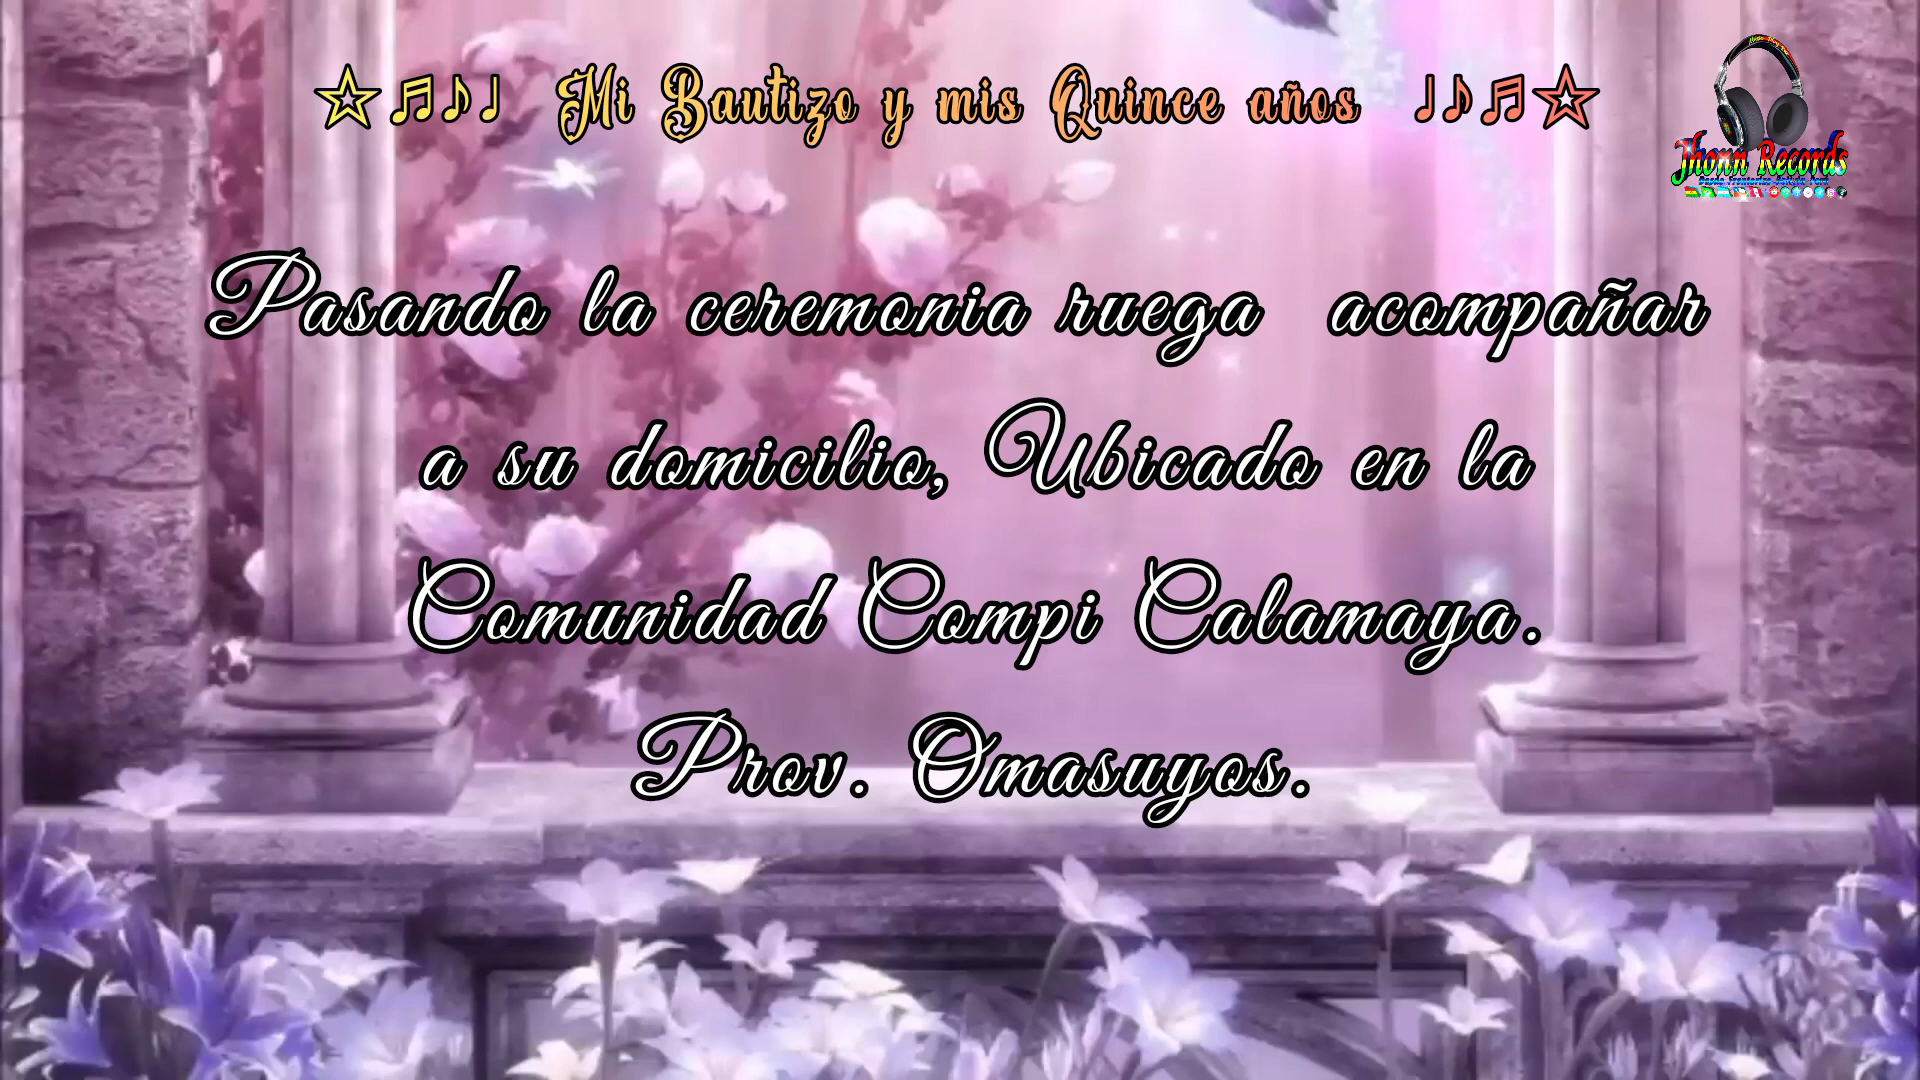 ☆♫♪♩ Mi Bautizo y mis Quince años ♩♪♫☆
Jhonn Records
Pasando la ceremonia ruega acompañar
a su domicilio, Ubicado en la
Comunidad Compi Calamaya.
Prov. Omasuyos.